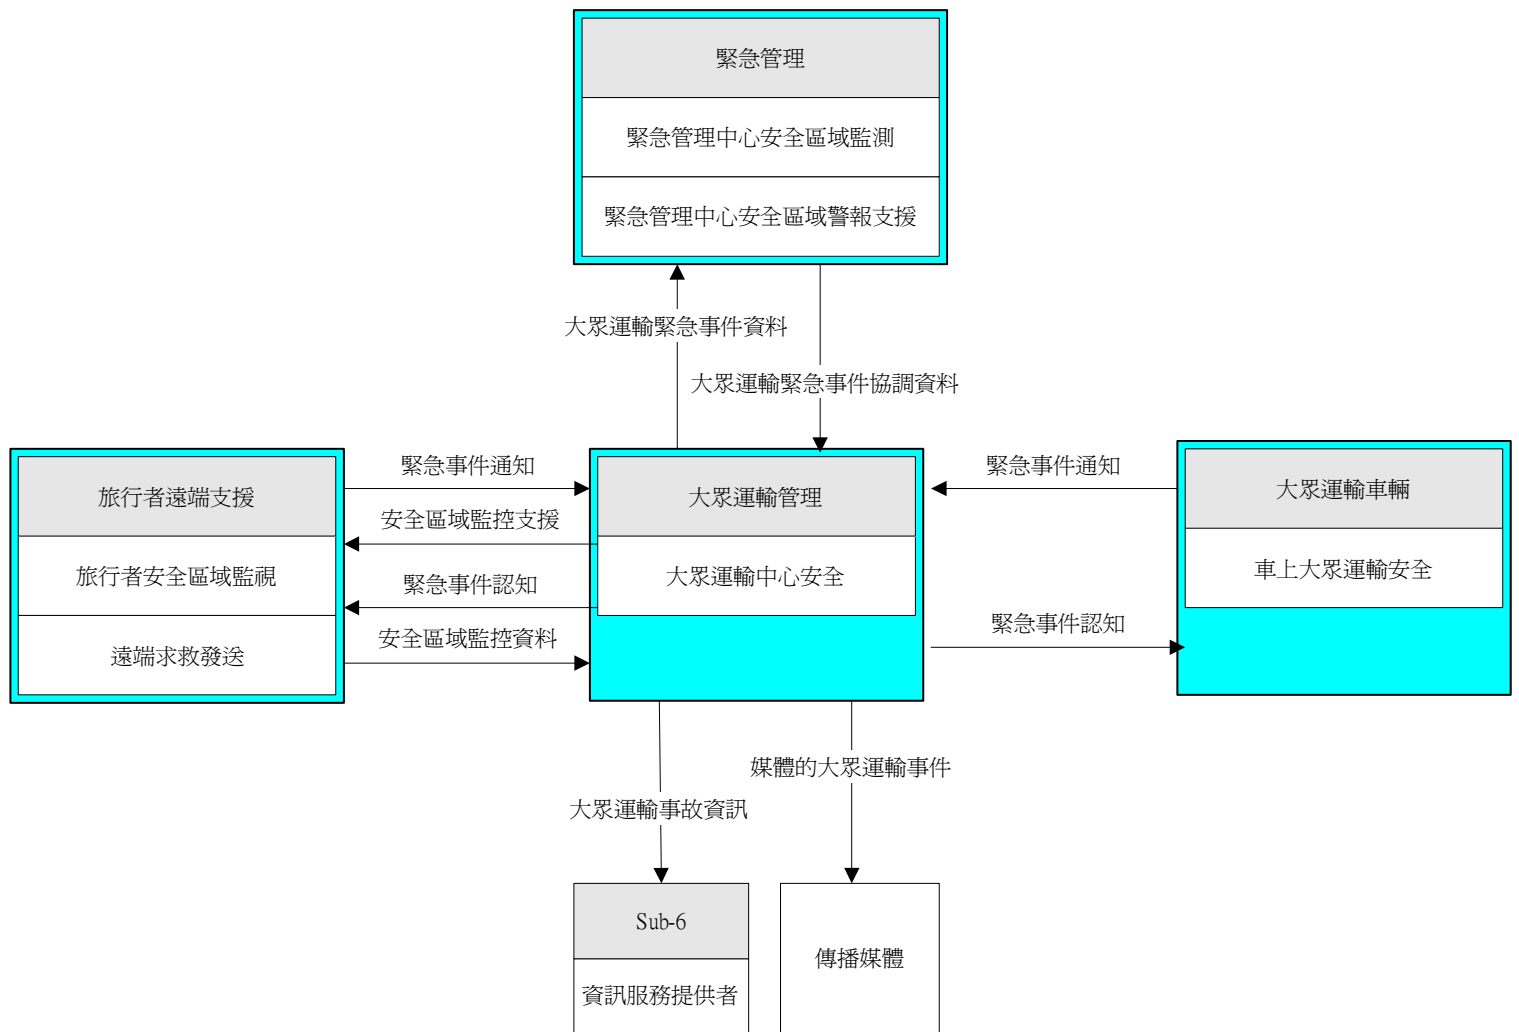 緊急管理
緊急管理中心安全區域監測
緊急管理中心安全區域警報支援
大眾運輸緊急事件資料
大眾運輸緊急事件協調資料
旅行者遠端支援
旅行者安全區域監視
遠端求救發送
緊急事件通知
安全區域監控支援
緊急事件認知
安全區域監控資料
大眾運輸管理
大眾運輸中心安全
緊急事件通知
緊急事件認知
大眾運輸車輛
車上大眾運輸安全
媒體的大眾運輸事件
大眾運輸事故資訊
Sub-6
資訊服務提供者
傳播媒體